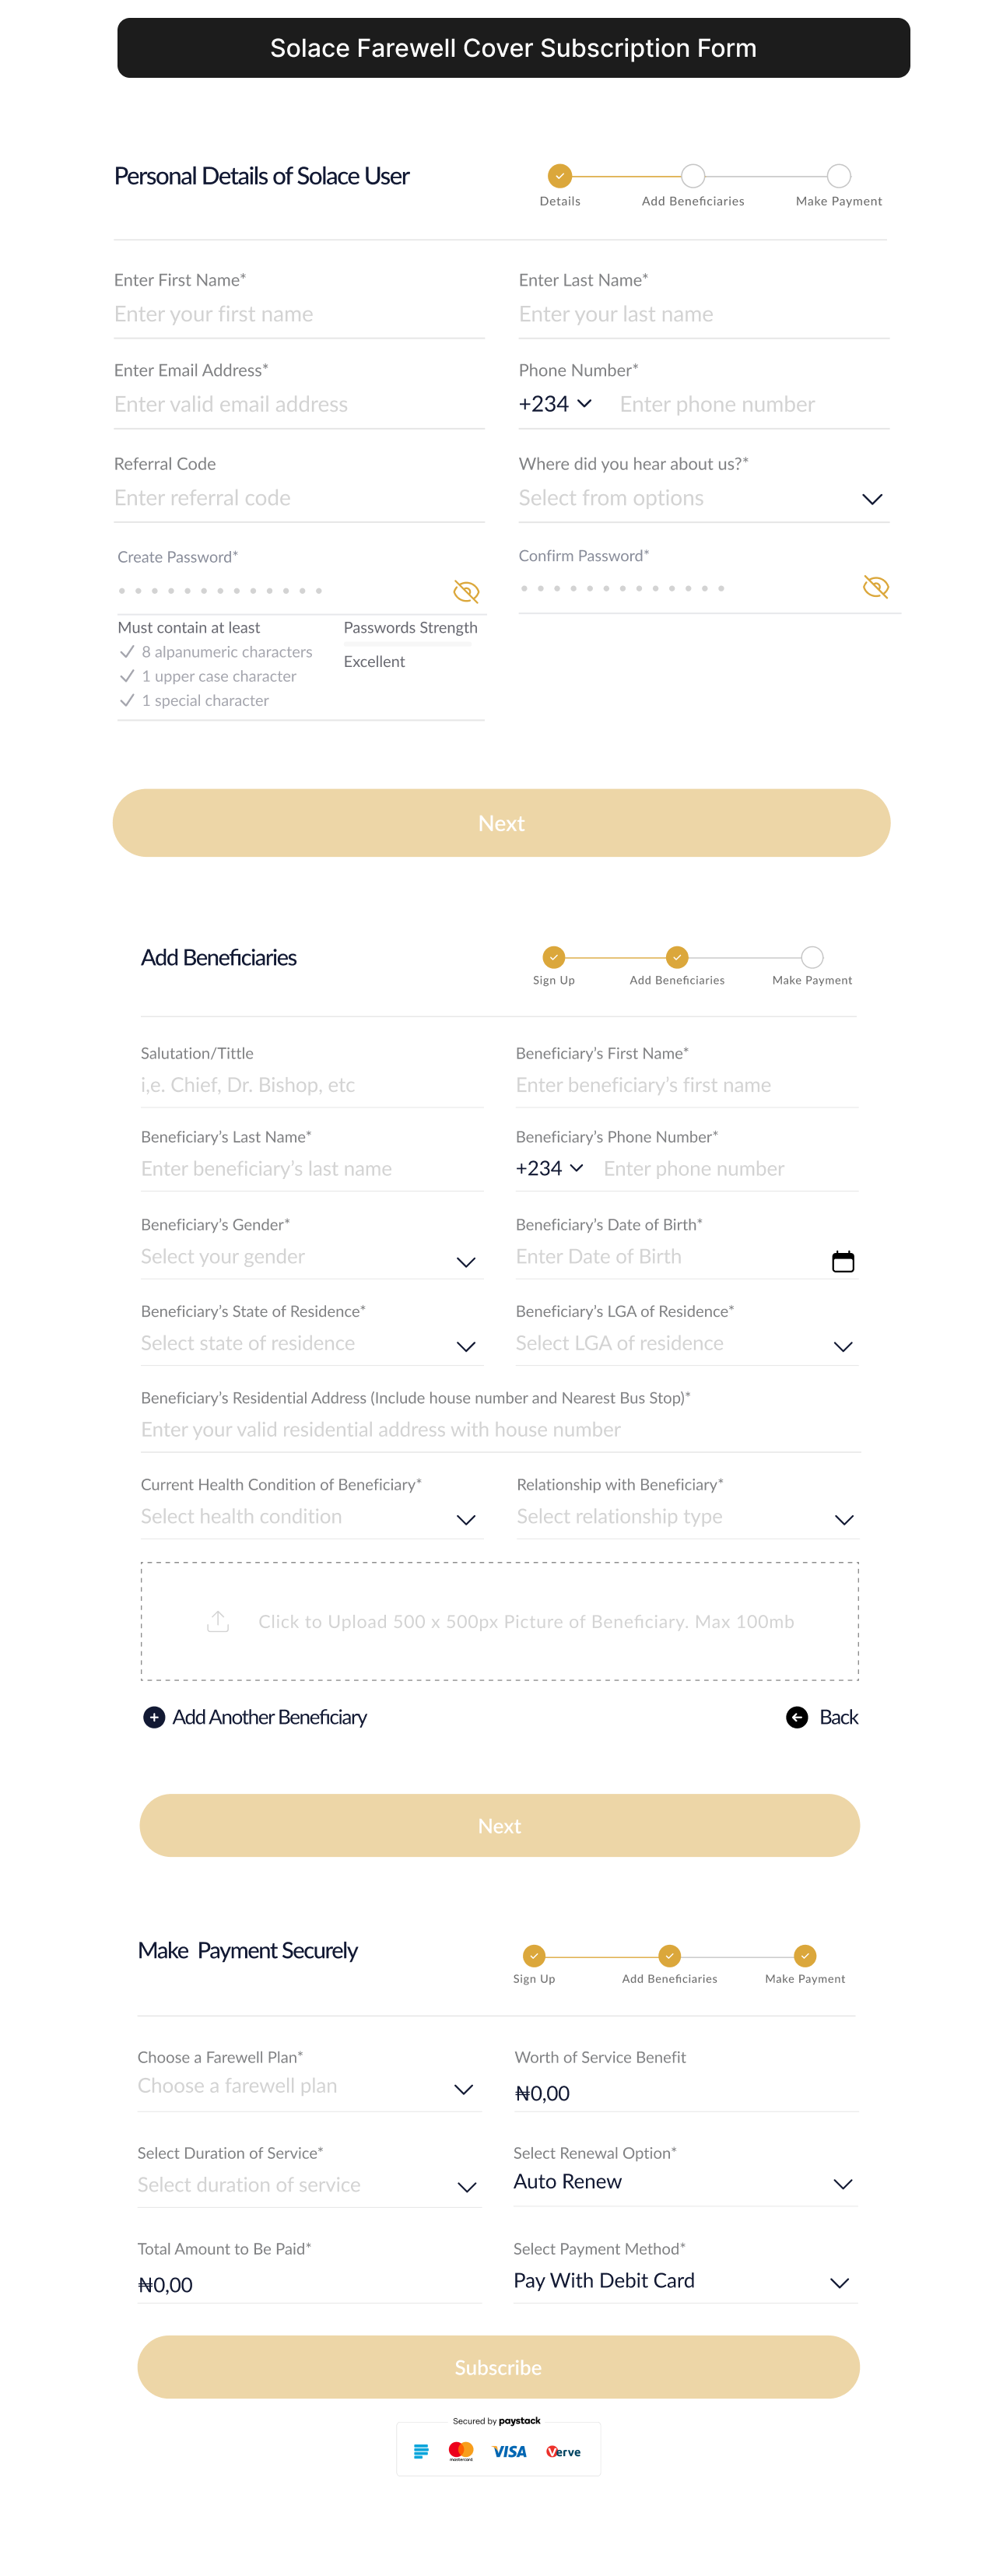 Solace Farewell Cover Subscription Form
Personal Details of Solace User
Details
Add Beneficiaries
Make Payment
Enter First Name*
Enter your first name
Enter Last Name*
Enter your last name
Enter Email Address*
Enter valid email address
Phone Number*
+234 Enter phone number
Referral Code
Enter referral code
Where did you hear about us?*
Select from options
Create Password*
Confirm Password*
Must contain at least
8 alpanumeric characters
1 upper case character
1 special character
Passwords Strength
Excellent
Next
Add Beneficiaries
Sign Up
Add Beneficiaries
Make Payment
Salutation/Tittle
i,e. Chief, Dr. Bishop, etc
Beneficiary's First Name*
Enter beneficiary's first name
Beneficiary's Last Name*
Enter beneficiary's last name
Beneficiary's Phone Number*
+234 Enter phone number
Beneficiary's Gender*
Select your gender
Beneficiary's Date of Birth*
Enter Date of Birth
Beneficiary's State of Residence*
Select state of residence
Beneficiary's LGA of Residence*
Select LGA of residence
Beneficiary's Residential Address (Include house number and Nearest Bus Stop)*
Enter your valid residential address with house number
Current Health Condition of Beneficiary*
Select health condition
Relationship with Beneficiary*
Select relationship type
Click to Upload 500 x 500px Picture of Beneficiary. Max 100mb
Add Another Beneficiary
Back
Next
Make Payment Securely
Sign Up
Add Beneficiaries
Make Payment
Choose a Farewell Plan*
Choose a farewell plan
Worth of Service Benefit
₦0,00
Select Duration of Service*
Select duration of service
Select Renewal Option*
Auto Renew
Total Amount to Be Paid*
₦0,00
Select Payment Method*
Pay With Debit Card
Subscribe
Secured by paystack
mastercard
VISA
Verve